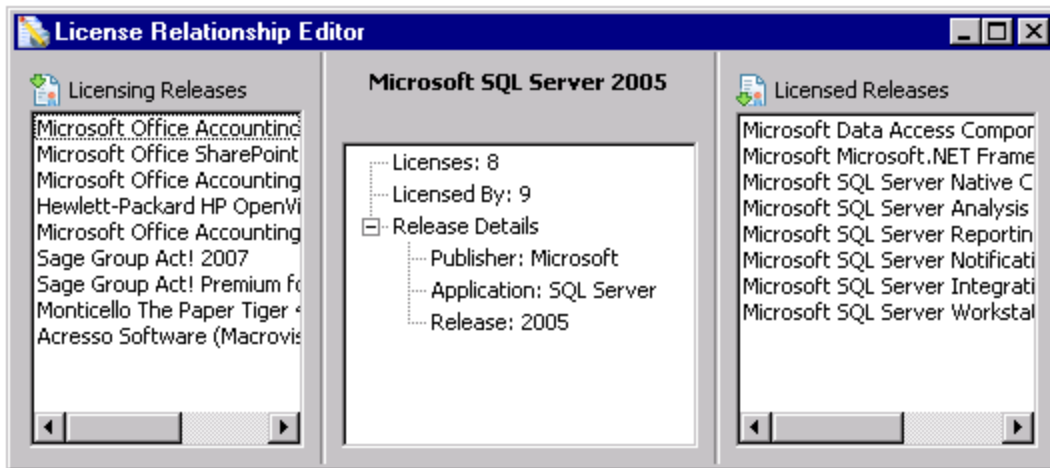 License Relationship Editor
Licensing Releases
Microsoft Office Accounting
Microsoft Office SharePoint
Microsoft Office Accounting
Hewlett-Packard HP OpenVi
Microsoft Office Accounting
Sage Group Act! 2007
Sage Group Act! Premium fo
Monticello The Paper Tiger
Acresso Software (Macrovis
Microsoft SQL Server 2005
Licenses: 8
Licensed By: 9
Release Details
Publisher: Microsoft
Application: SQL Server
Release: 2005
Licensed Releases
Microsoft Data Access Compor
Microsoft Microsoft.NET Frame
Microsoft SQL Server Native C
Microsoft SQL Server Analysis
Microsoft SQL Server Reportin
Microsoft SQL Server Notificati
Microsoft SQL Server Integrati
Microsoft SQL Server Workstat